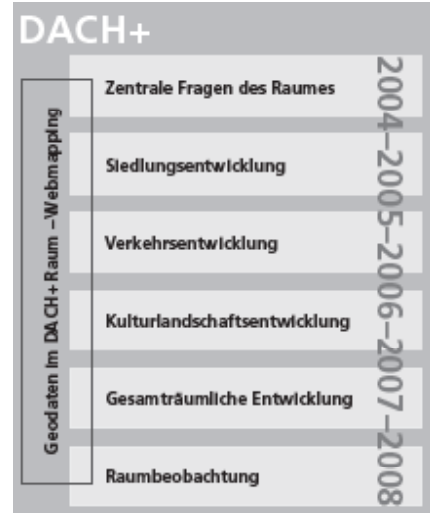 DACH+
Zentrale Fragen des Raumes
Siedlungsentwicklung
Verkehrsentwicklung
Kulturlandschaftsentwicklung
Gesamträumliche Entwicklung
Raumbeobachtung
Geodaten im DACH+Raum –Webmapping
2004–2005–2006–2007–2008